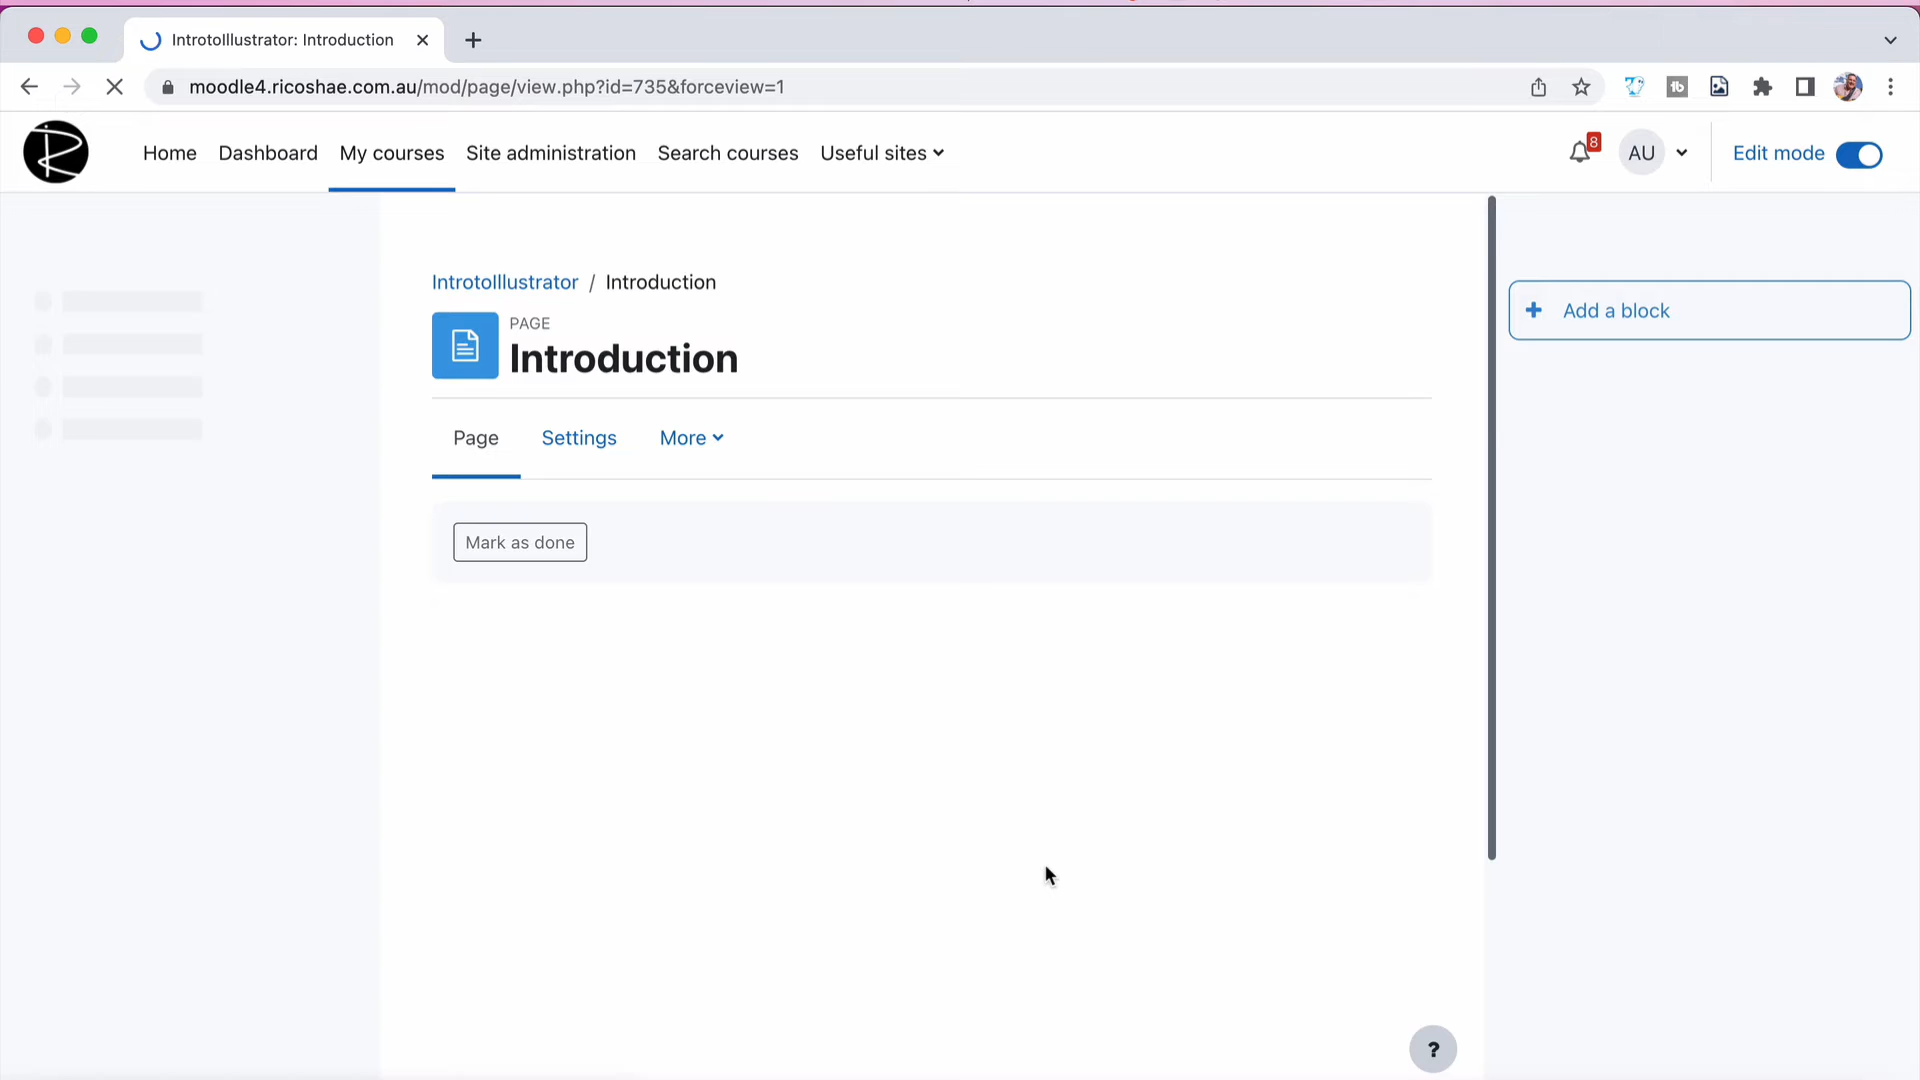 IntrotoIllustrator: Introduction
moodle4.ricoshae.com.au/mod/page/view.php?id=735&forceview=1
Home Dashboard My courses Site administration Search courses Useful sites
8
AU
Edit mode
IntrotoIllustrator / Introduction
PAGE
Introduction
Add a block
Page Settings More
Mark as done
?